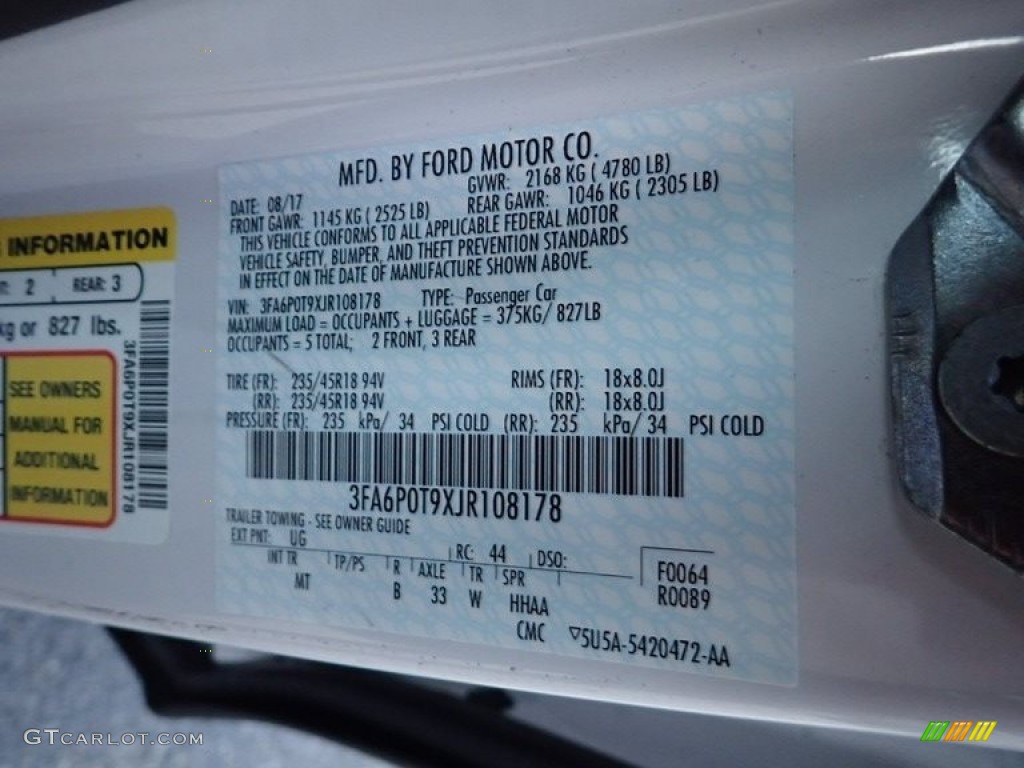 MFD. BY FORD MOTOR CO.
DATE: 08/17 GVWR: 2168 KG ( 4780 LB)
FRONT GAWR: 1145 KG ( 2525 LB) REAR GAWR: 1046 KG ( 2305 LB)
THIS VEHICLE CONFORMS TO ALL APPLICABLE FEDERAL MOTOR
VEHICLE SAFETY, BUMPER, AND THEFT PREVENTION STANDARDS
IN EFFECT ON THE DATE OF MANUFACTURE SHOWN ABOVE.
VIN: 3FA6P0T9XJR108178 TYPE: Passenger Car
MAXIMUM LOAD = OCCUPANTS + LUGGAGE = 375KG/ 827LB
OCCUPANTS = 5 TOTAL; 2 FRONT, 3 REAR
TIRE (FR): 235/45R18 94V RIMS (FR): 18x8.0J
(RR): 235/45R18 94V (RR): 18x8.0J
PRESSURE (FR): 235 kPa/ 34 PSI COLD (RR): 235 kPa/ 34 PSI COLD
3FA6P0T9XJR108178
TRAILER TOWING - SEE OWNER GUIDE
EXT PNT: UG RC: 44 DSO:
INT TR TP/PS R AXLE TR SPR F0064
MT B 33 W HHAA R0089
CMC ▽5U5A-5420472-AA
INFORMATION
2 REAR: 3
kg or 827 lbs.
SEE OWNERS
MANUAL FOR
ADDITIONAL
INFORMATION
3FA6P0T9XJR108178
GTCARLOT.COM